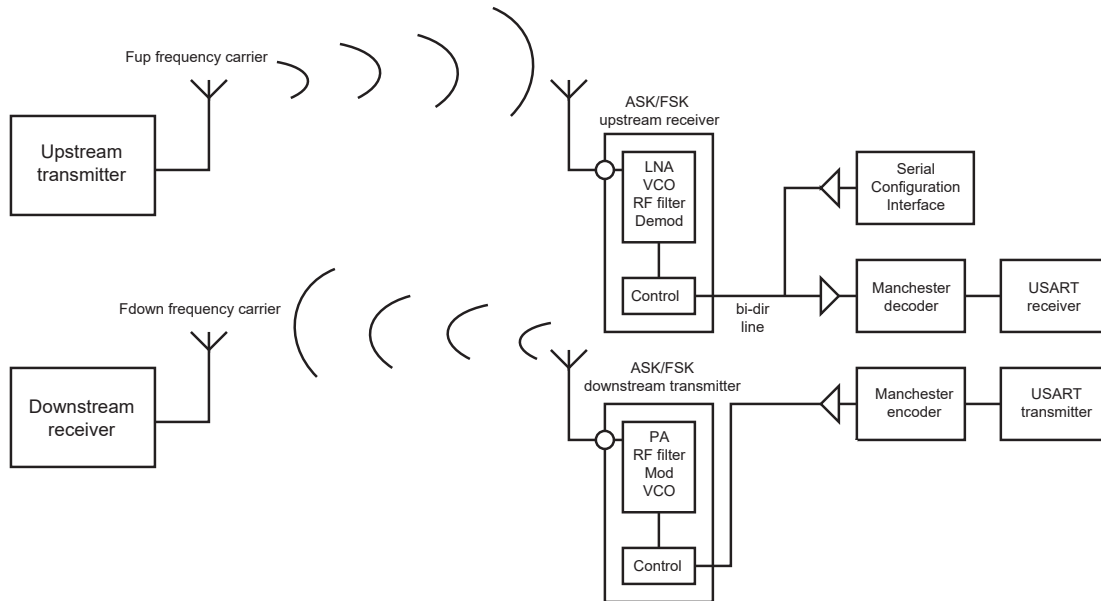 Fup frequency carrier
Upstream
transmitter
ASK/FSK
upstream receiver
LNA
VCO
RF filter
Demod
Control
bi-dir
line
Serial
Configuration
Interface
Manchester
decoder
USART
receiver
Fdown frequency carrier
Downstream
receiver
ASK/FSK
downstream transmitter
PA
RF filter
Mod
VCO
Control
Manchester
encoder
USART
transmitter